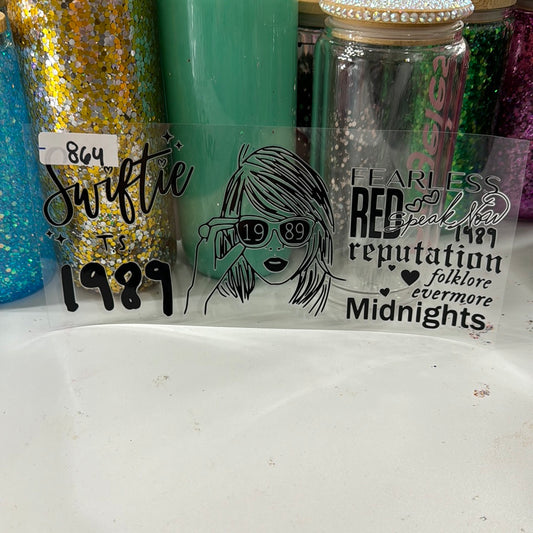 864
Swiftie
TS
1989
19 89
FEARLESS
RED Speak Now
1989
reputation
folklore
evermore
Midnights